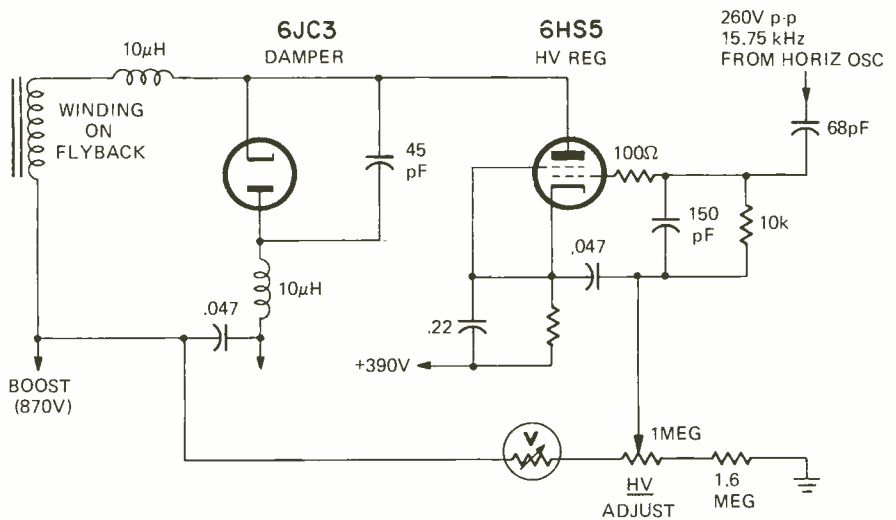 10µH
6JC3
DAMPER
6HS5
HV REG
260V p-p
15.75 kHz
FROM HORIZ OSC
WINDING
ON
FLYBACK
45
pF
100Ω
68pF
150
pF
10k
.047
10µH
.047
.22
+390V
BOOST
(870V)
V
1MEG
HV
ADJUST
1.6
MEG